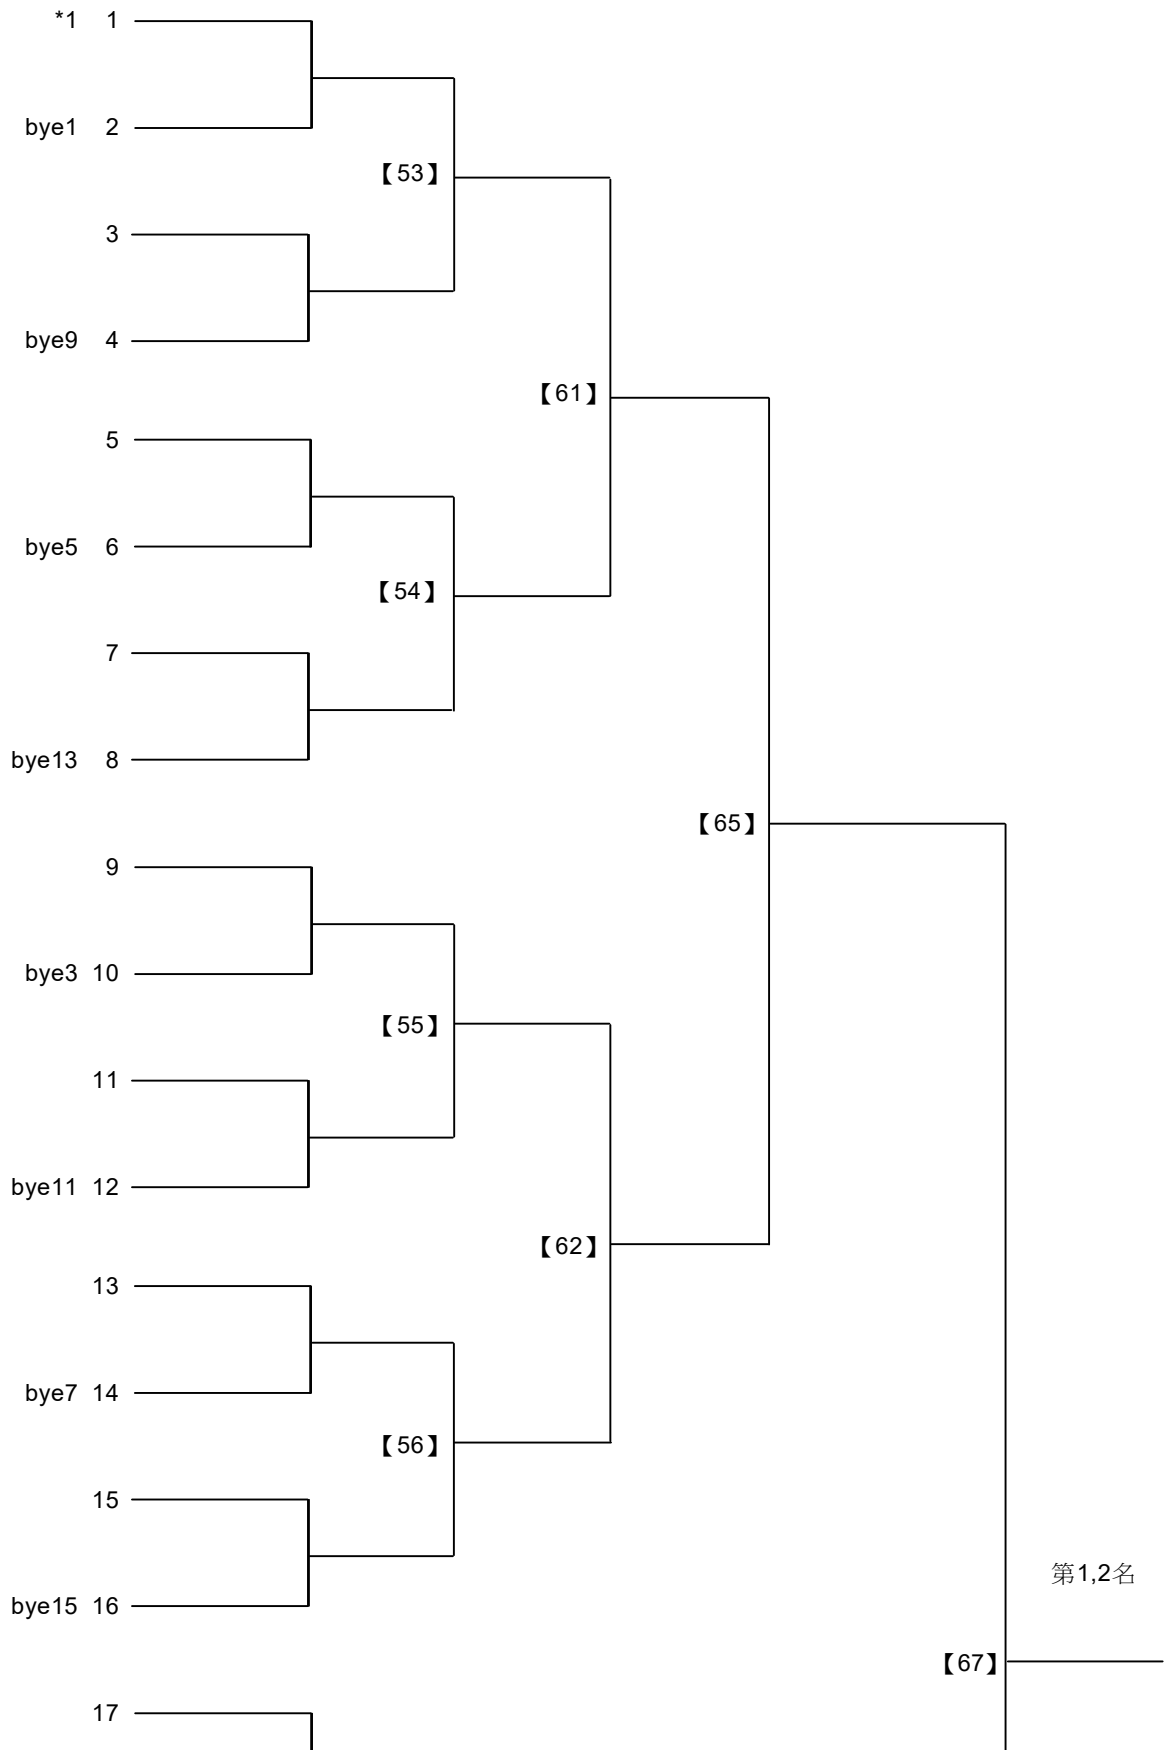 *1 1
bye1 2
【53】
3
bye9 4
【61】
5
bye5 6
【54】
7
bye13 8
【65】
9
bye3 10
【55】
11
bye11 12
【62】
13
bye7 14
【56】
15
第1,2名
bye15 16
【67】
17